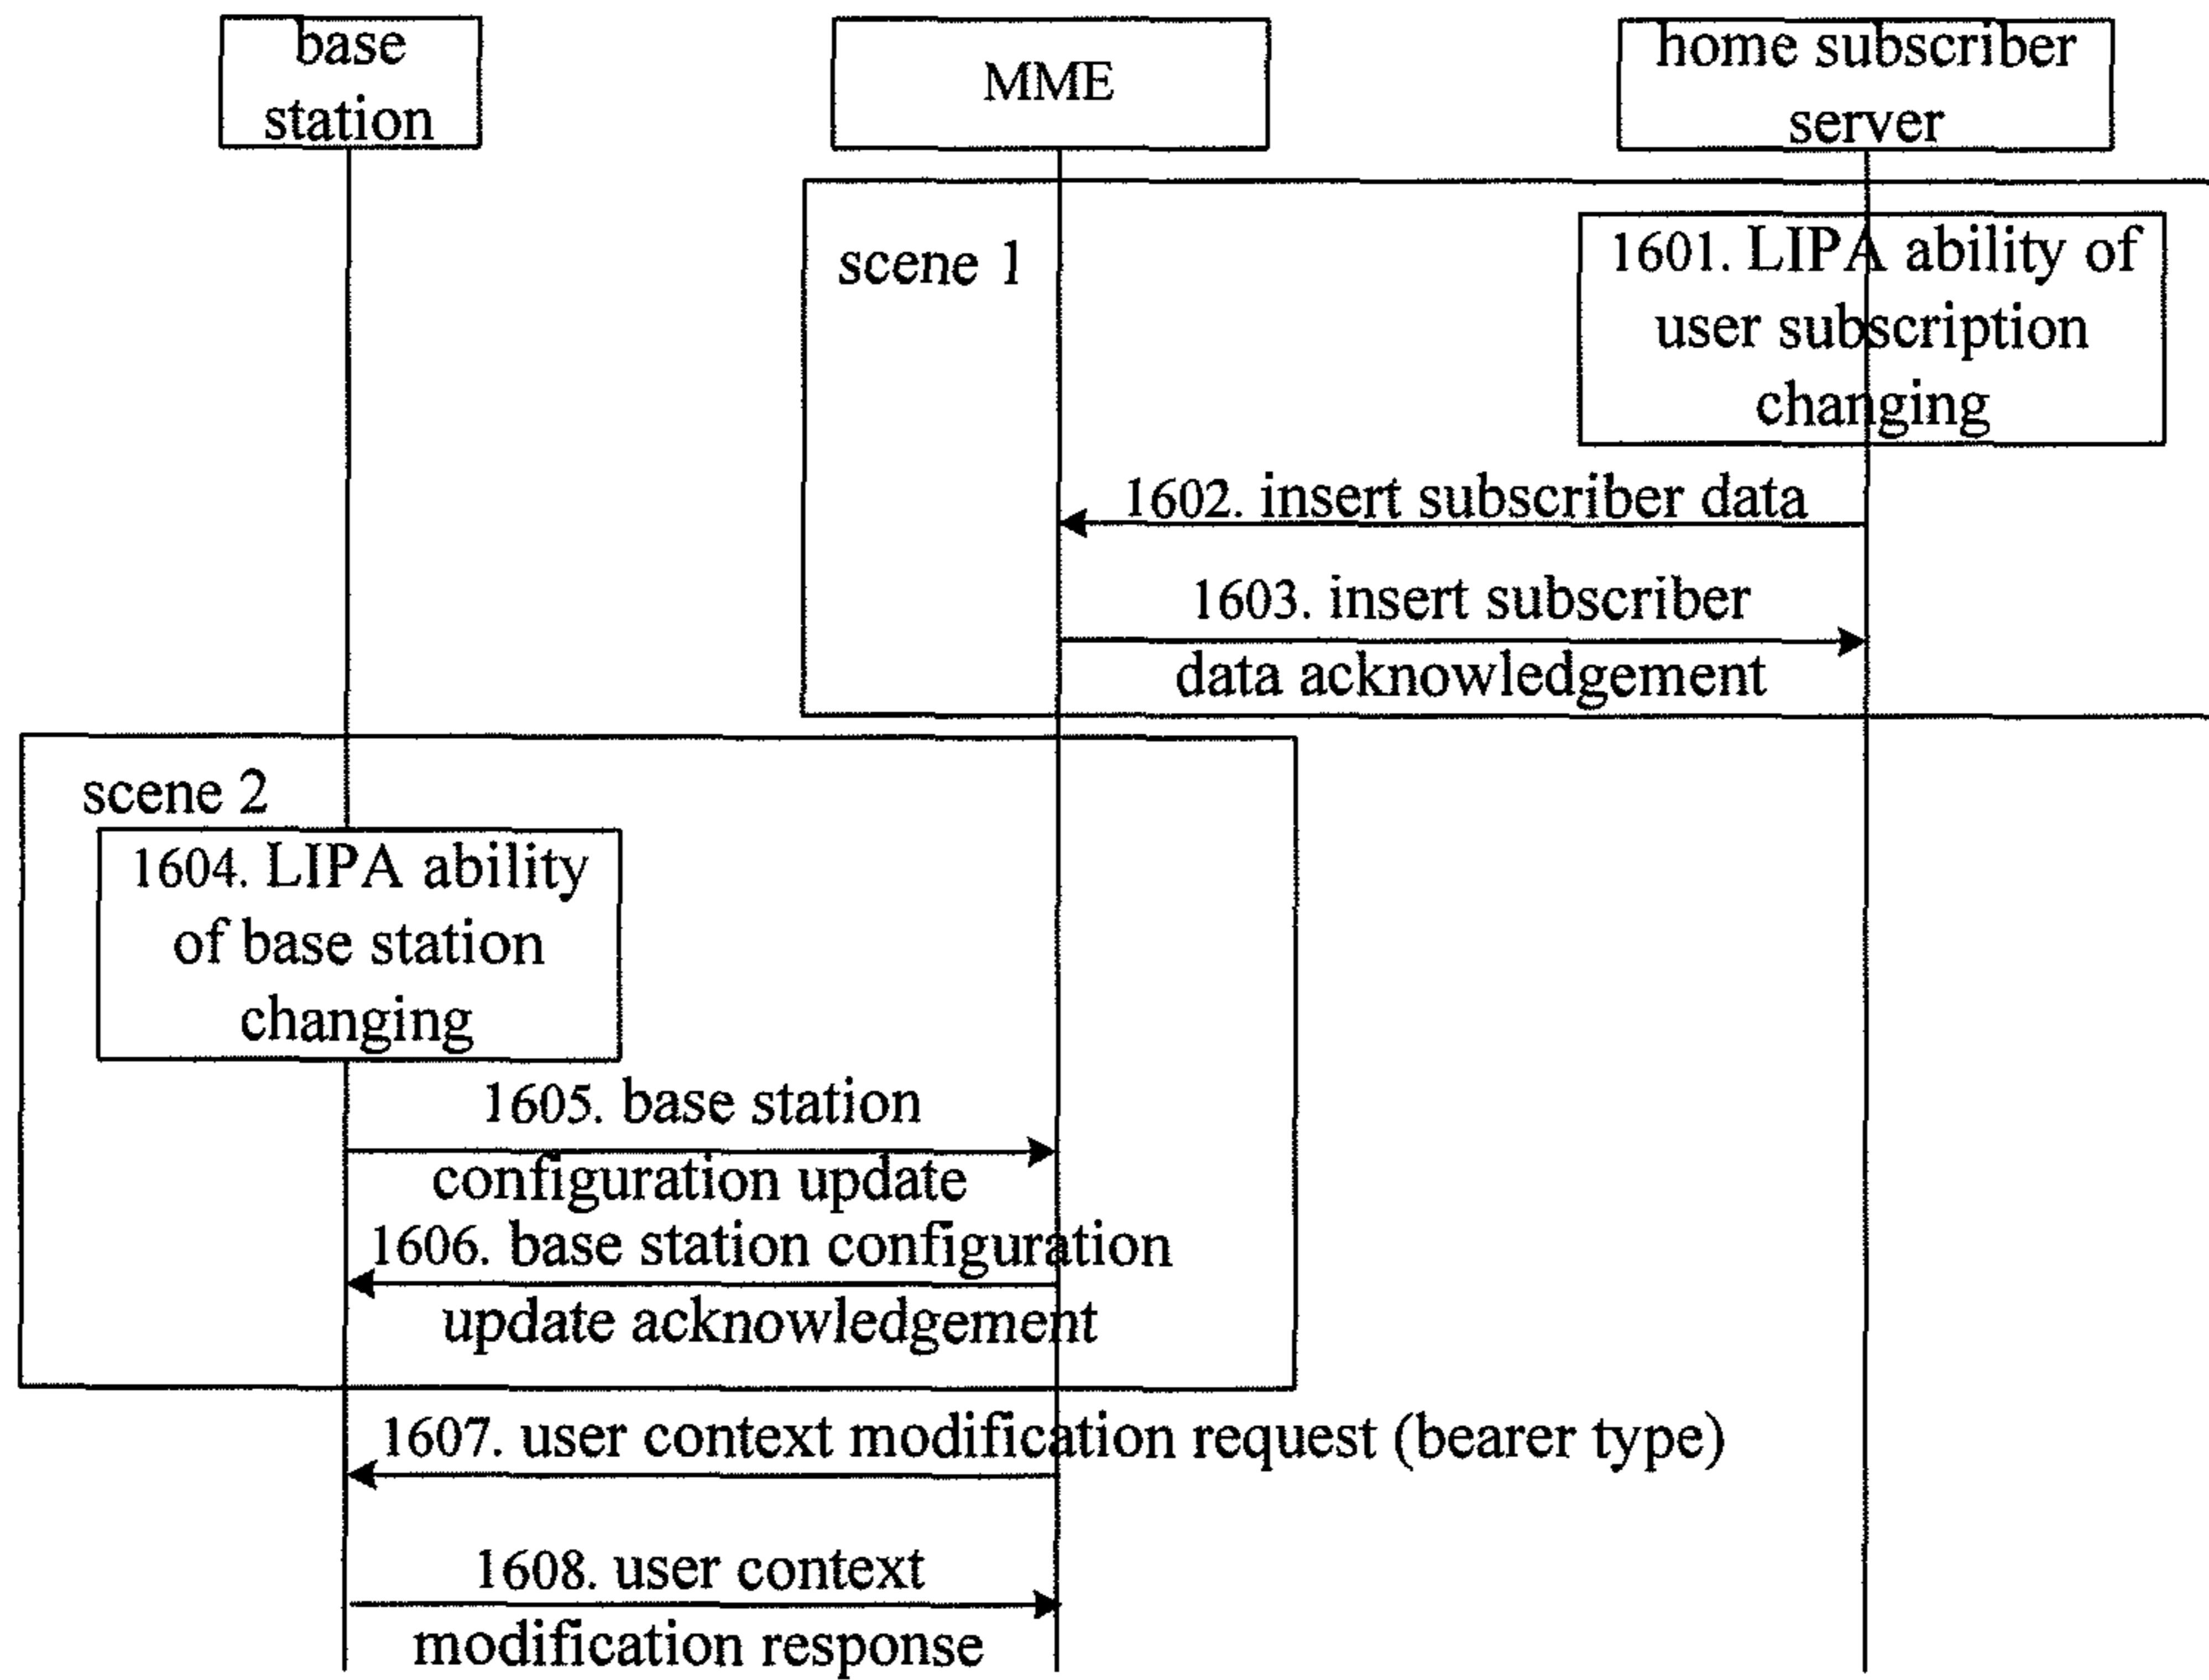 base
station
MME
home subscriber
server
scene 1
1601. LIPA ability of
user subscription
changing
1602. insert subscriber data
1603. insert subscriber
data acknowledgement
scene 2
1604. LIPA ability
of base station
changing
1605. base station
configuration update
1606. base station configuration
update acknowledgement
1607. user context modification request (bearer type)
1608. user context
modification response